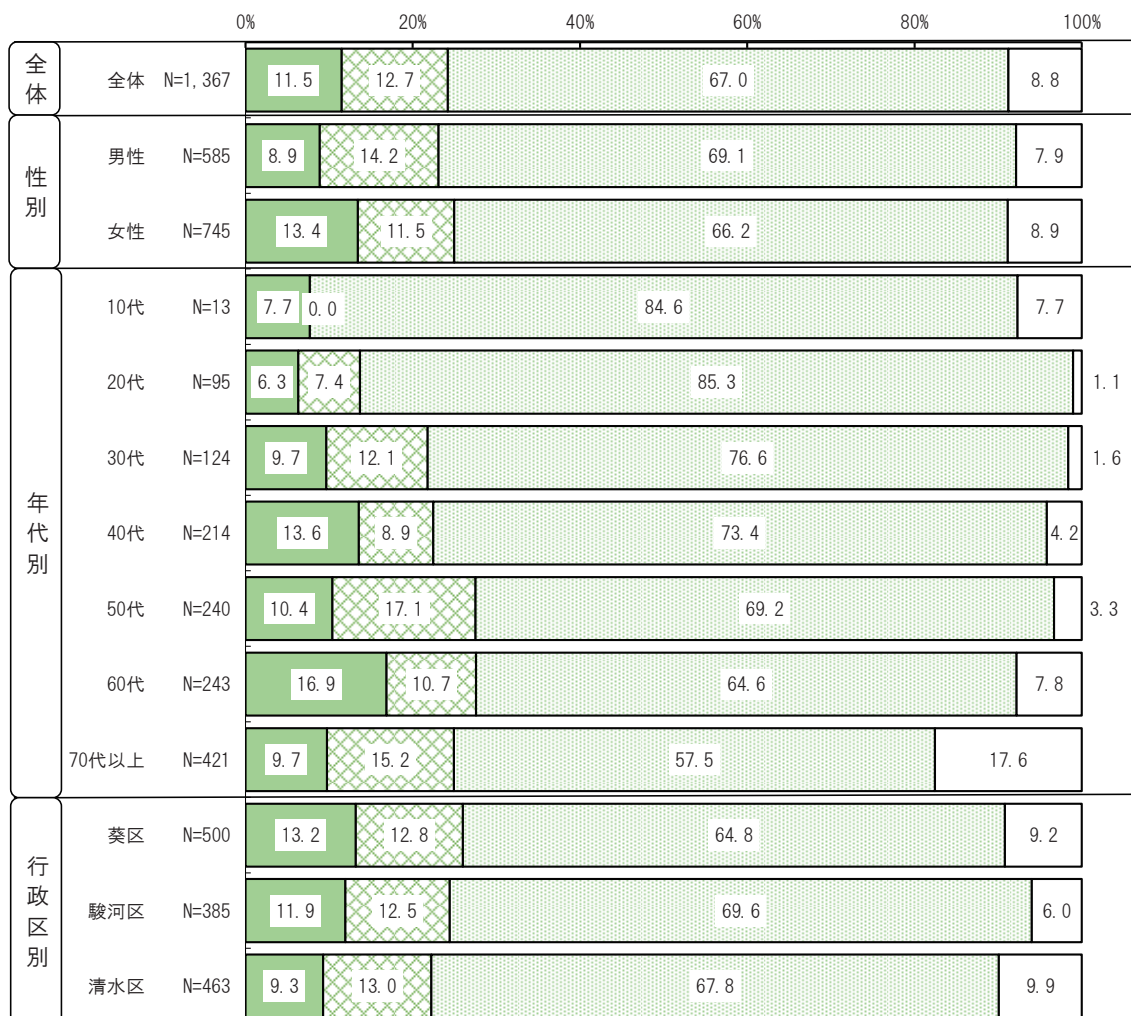 0% 20% 40% 60% 80% 100%
全体
全体 N=1,367 11.5 12.7 67.0 8.8
性別
男性 N=585 8.9 14.2 69.1 7.9
女性 N=745 13.4 11.5 66.2 8.9
年代別
10代 N=13 7.7 0.0 84.6 7.7
20代 N=95 6.3 7.4 85.3 1.1
30代 N=124 9.7 12.1 76.6 1.6
40代 N=214 13.6 8.9 73.4 4.2
50代 N=240 10.4 17.1 69.2 3.3
60代 N=243 16.9 10.7 64.6 7.8
70代以上 N=421 9.7 15.2 57.5 17.6
行政区別
葵区 N=500 13.2 12.8 64.8 9.2
駿河区 N=385 11.9 12.5 69.6 6.0
清水区 N=463 9.3 13.0 67.8 9.9